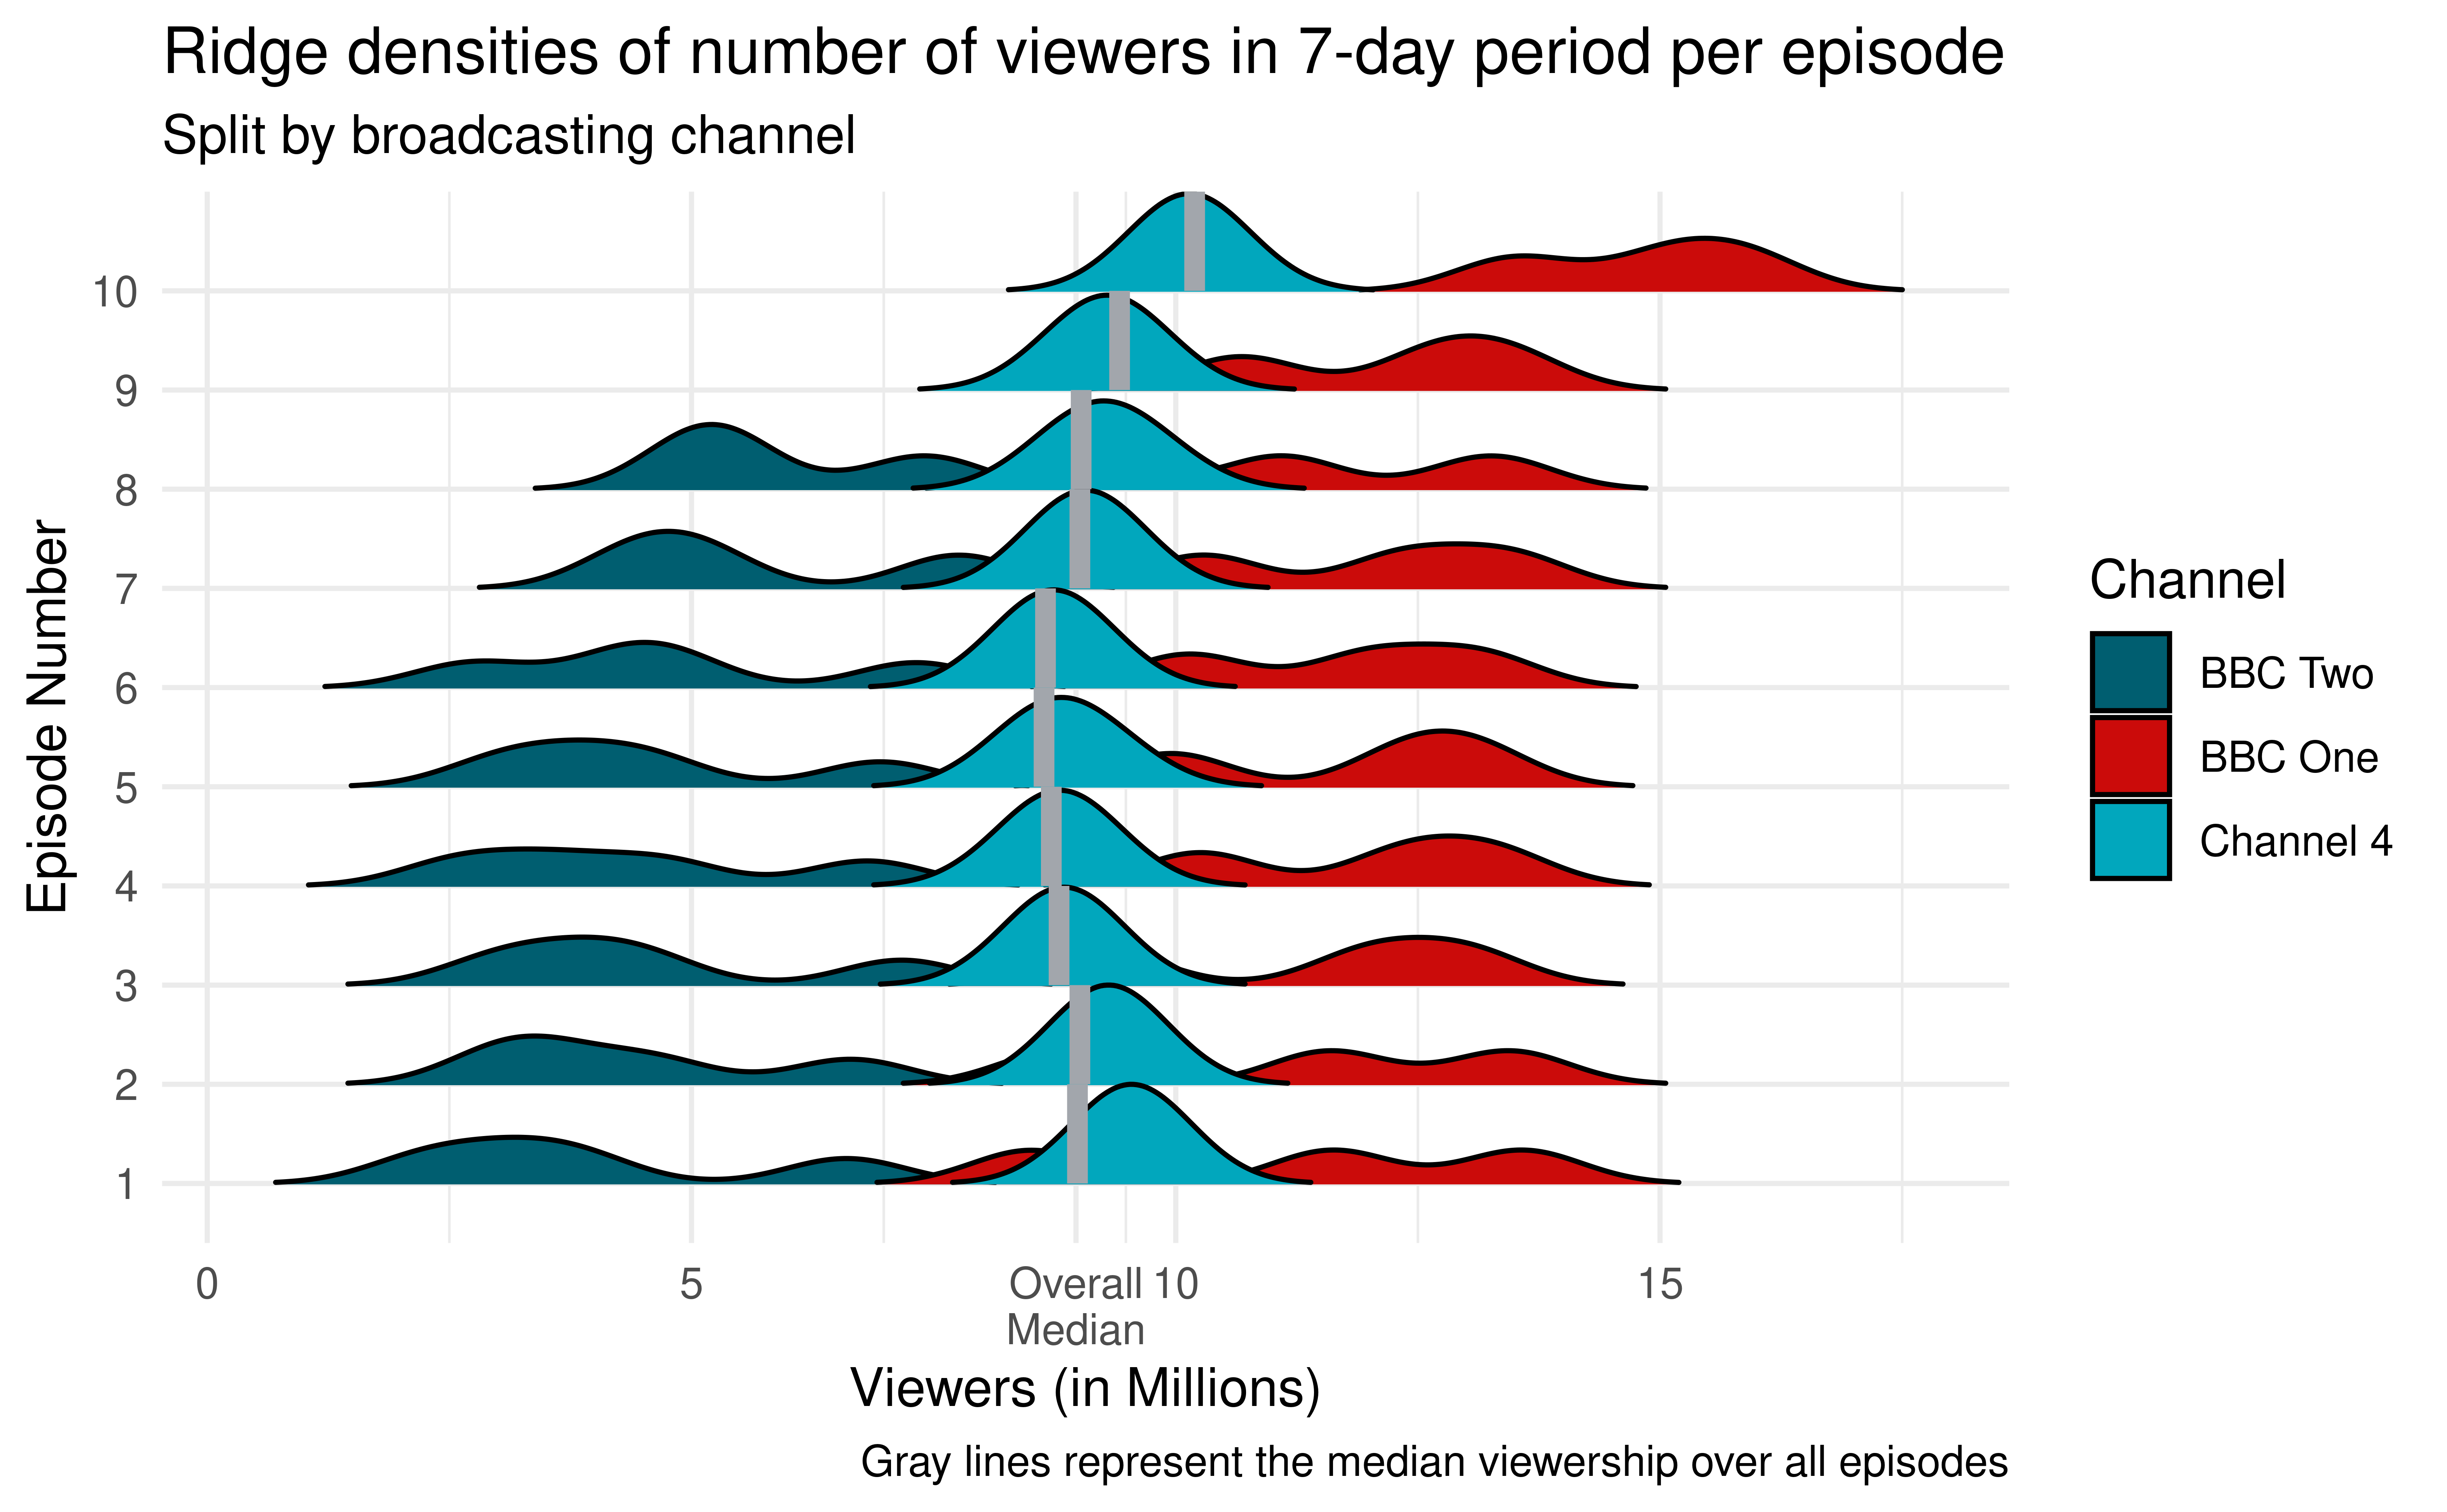 Ridge densities of number of viewers in 7-day period per episode
Split by broadcasting channel
Episode Number
10
9
8
7
6
5
4
3
2
1
0
5
Overall
Median
10
15
Viewers (in Millions)
Gray lines represent the median viewership over all episodes
Channel
BBC Two
BBC One
Channel 4